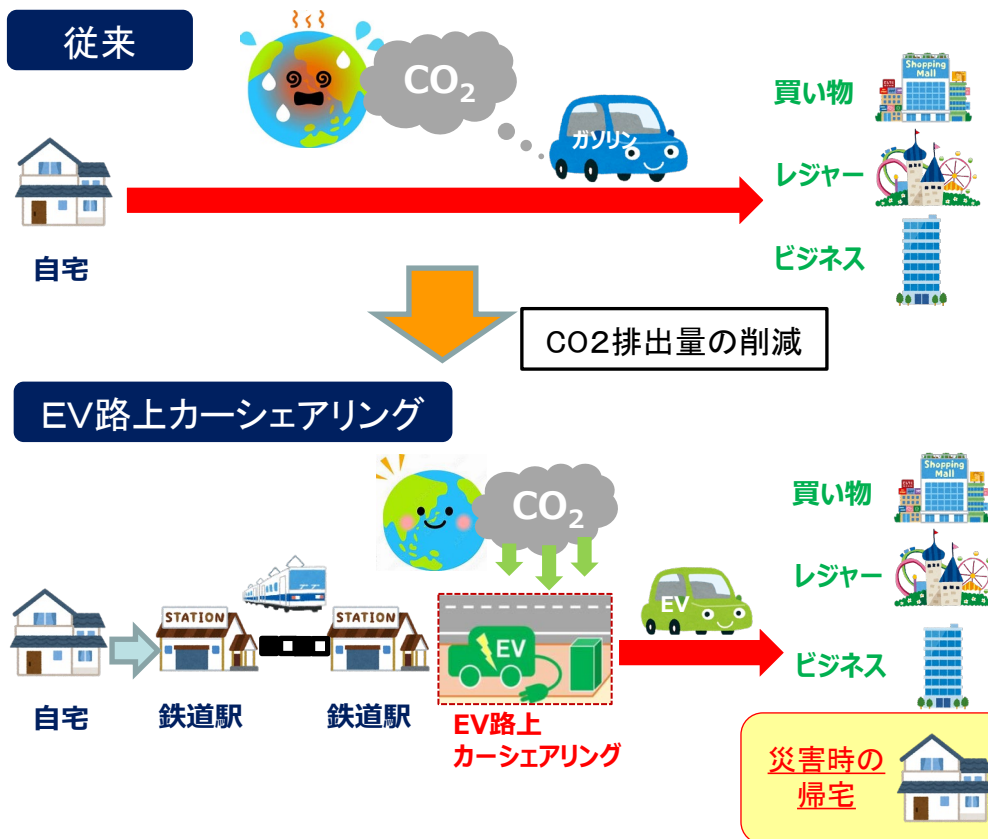 従来
CO₂
ガソリン
買い物
Shopping
Mall
レジャー
ビジネス
自宅
CO2排出量の削減
EV路上カーシェアリング
CO₂
買い物
Shopping
Mall
レジャー
EV
STATION
STATION
EV
ビジネス
自宅
鉄道駅
鉄道駅
EV路上
カーシェアリング
災害時の
帰宅